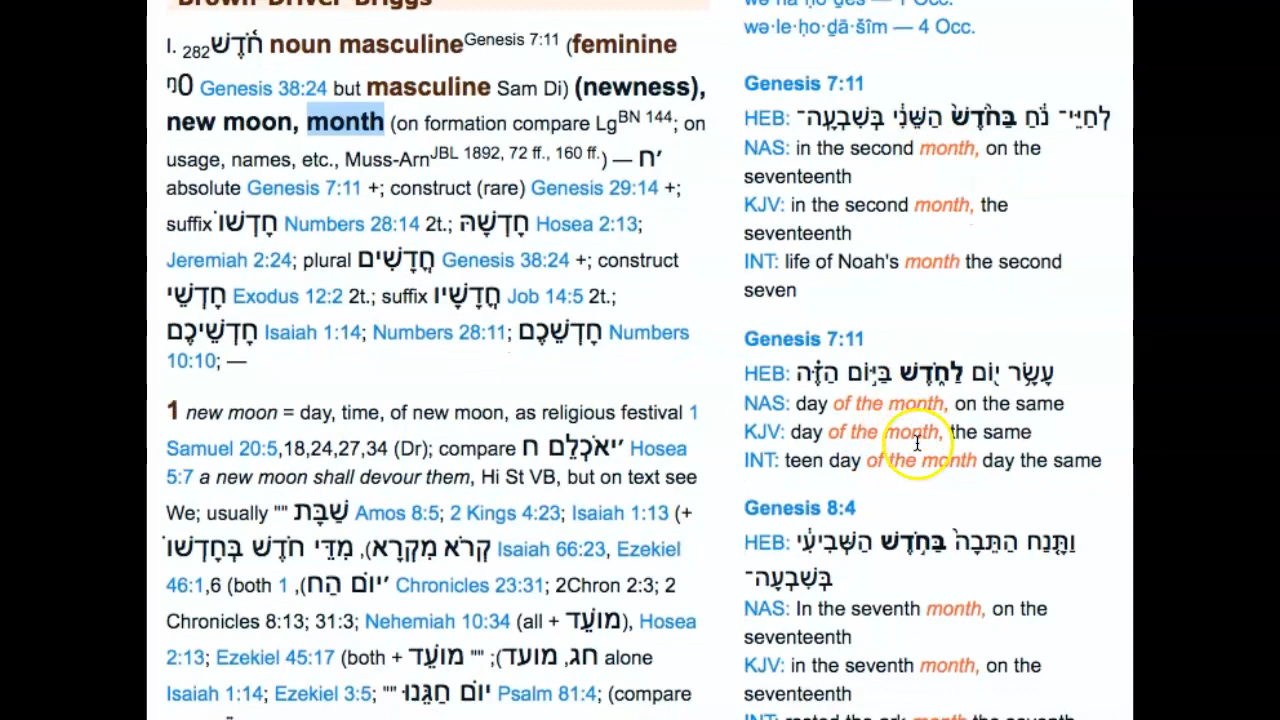 Brown-Driver-Briggs
I. 282חֹ֫דֶשׁ noun masculine Genesis 7:11 (feminine
Genesis 38:24 but masculine Sam Di) (newness),
new moon, month (on formation compare Lg BN 144; on
usage, names, etc., Muss-Arn JBL 1892, 72 ff., 160 ff.) — ח׳
absolute Genesis 7:11 +; construct (rare) Genesis 29:14 +;
suffix חָדְשׁוֺ Numbers 28:14 2t.; חָדְשָׁהּ Hosea 2:13;
Jeremiah 2:24; plural חֳדָשִׁים Genesis 38:24 +; construct
חָדְשֵׁי Exodus 12:2 2t.; suffix חֳדָשָׁיו Job 14:5 2t.;
חָדְשֵׁיכֶם Isaiah 1:14; Numbers 28:11; חָדְשֵׁכֶם Numbers
10:10; —
1 new moon = day, time, of new moon, as religious festival 1
Samuel 20:5,18,24,27,34 (Dr); compare יאֹכְלֵם ח׳ Hosea
5:7 a new moon shall devour them, Hi St VB, but on text see
We; usually "" שַׁבָּת Amos 8:5; 2 Kings 4:23; Isaiah 1:13 (+
קְרֹא מִקְרָא), מִדֵּי חֹדֶשׁ בְּחָדְשׁוֺ Isaiah 66:23, Ezekiel
46:1,6 (both יוֺם הַח׳), 1 Chronicles 23:31; 2Chron 2:3; 2
Chronicles 8:13; 31:3; Nehemiah 10:34 (all + מוֺעֵד), Hosea
2:13; Ezekiel 45:17 (both + חג, מועד); "" מוֺעֵד alone
Isaiah 1:14; Ezekiel 3:5; "" יוֺם חַגֵּנוּ Psalm 81:4; (compare
wə·le·ḥo·ḏā·šîm — 4 Occ.
Genesis 7:11
HEB: לְחַיֵּי־ נֹ֔חַ בַּחֹ֙דֶשׁ֙ הַשֵּׁנִ֔י בְּשִׁבְעָֽה־
NAS: in the second month, on the
seventeenth
KJV: in the second month, the
seventeenth
INT: life of Noah's month the second
seven
Genesis 7:11
HEB: עָשָׂ֥ר י֖וֹם לַחֹ֑דֶשׁ בַּיּ֣וֹם הַזֶּ֗ה
NAS: day of the month, on the same
KJV: day of the month, the same
INT: teen day of the month day the same
Genesis 8:4
HEB: וַתָּ֤נַח הַתֵּבָה֙ בַּחֹ֣דֶשׁ הַשְּׁבִיעִ֔י
בְּשִׁבְעָה־
NAS: In the seventh month, on the
seventeenth
KJV: in the seventh month, on the
seventeenth